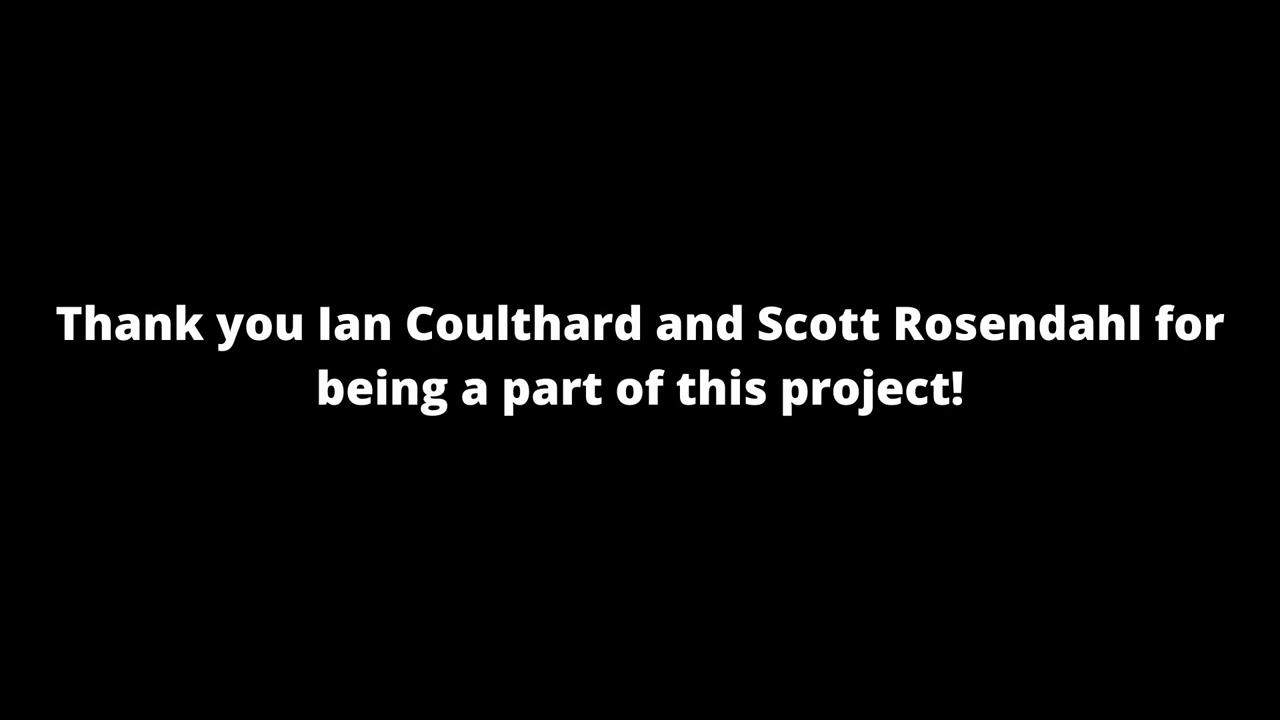 Thank you Ian Coulthard and Scott Rosendahl for
being a part of this project!